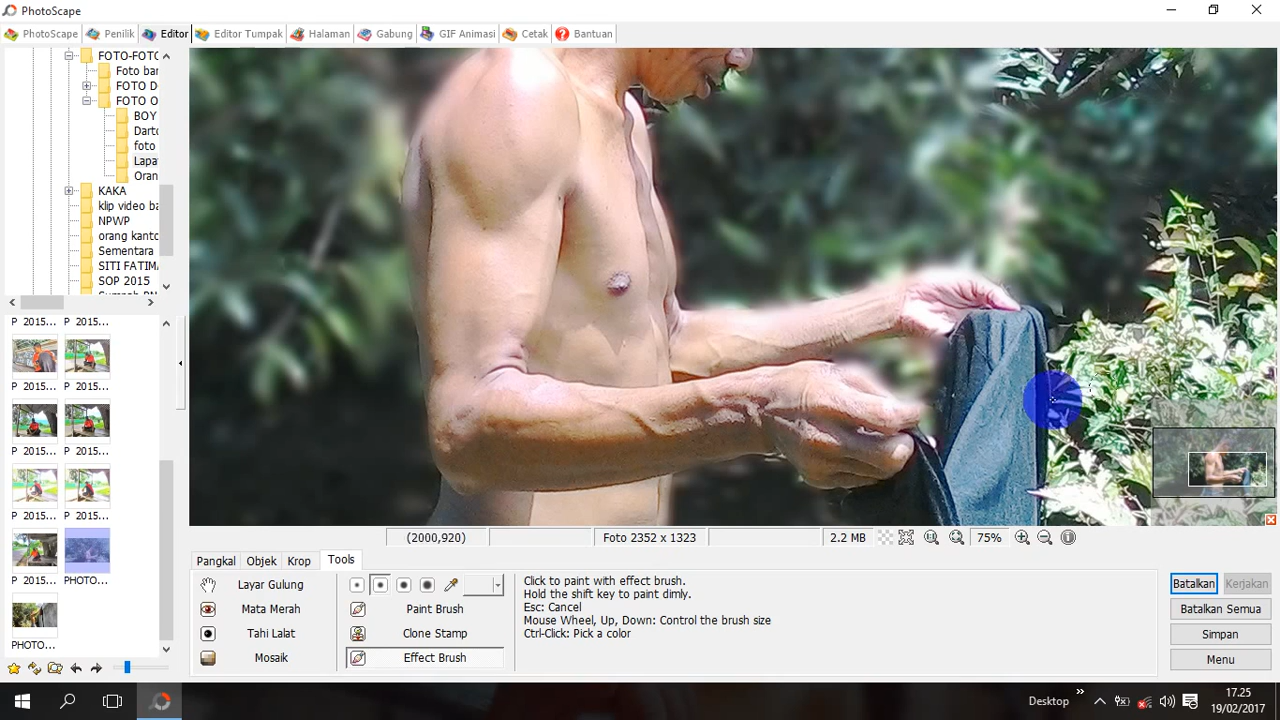 PhotoScape
PhotoScape Penilik Editor Editor Tumpak Halaman Gabung GIF Animasi Cetak Bantuan
FOTO-FOTO
Foto bar
FOTO D
FOTO O
BOY
Darto
foto
Lapa
Oran
KAKA
klip video ba
NPWP
orang kanto
Sementara
SITI FATIM
SOP 2015
P 2015... P 2015...
P 2015... P 2015...
P 2015... P 2015...
P 2015... P 2015...
P 2015... PHOTO...
PHOTO...
(2000,920) Foto 2352 x 1323 2.2 MB 75%
Pangkal Objek Krop Tools
Layar Gulung
Mata Merah
Tahi Lalat
Mosaik
Paint Brush
Clone Stamp
Effect Brush
Click to paint with effect brush.
Hold the shift key to paint dimly.
Esc: Cancel
Mouse Wheel, Up, Down: Control the brush size
Ctrl-Click: Pick a color
Batalkan Kerjakan
Batalkan Semua
Simpan
Menu
Desktop
17.25
19/02/2017